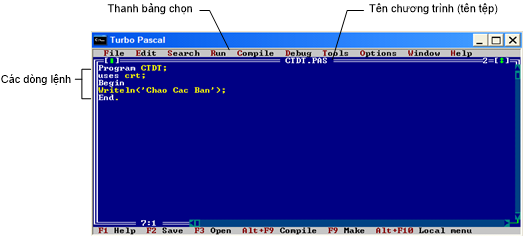 Thanh bảng chọn
Tên chương trình (tên tệp)
Turbo Pascal
File Edit Search Run Compile Debug Tools Options Window Help
CTDT.PAS
2=[↕]
Các dòng lệnh
Program CTDT;
uses crt;
Begin
Writeln('Chao Cac Ban');
End.
7:1
F1 Help F2 Save F3 Open Alt+F9 Compile F9 Make Alt+F10 Local menu